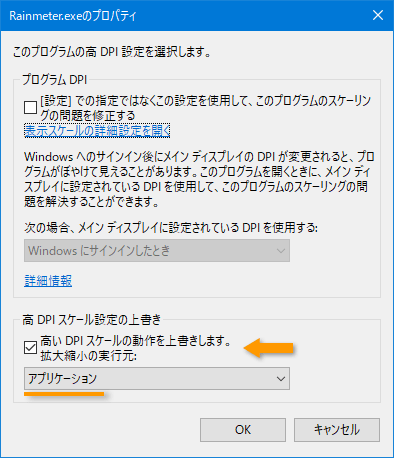 Rainmeter.exeのプロパティ
このプログラムの高 DPI 設定を選択します。
プログラム DPI
[設定] での指定ではなくこの設定を使用して、このプログラムのスケーリン
グの問題を修正する
表示スケールの詳細設定を開く
Windows へのサインイン後にメイン ディスプレイの DPI が変更されると、プロ
グラムがぼやけて見えることがあります。このプログラムを開くときに、メイン ディ
スプレイに設定されている DPI を使用して、このプログラムのスケーリングの問
題を解決することができます。
次の場合、メイン ディスプレイに設定されている DPI を使用する:
Windows にサインインしたとき
詳細情報
高 DPI スケール設定の上書き
高い DPI スケールの動作を上書きします。
拡大縮小の実行元:
アプリケーション
OK
キャンセル